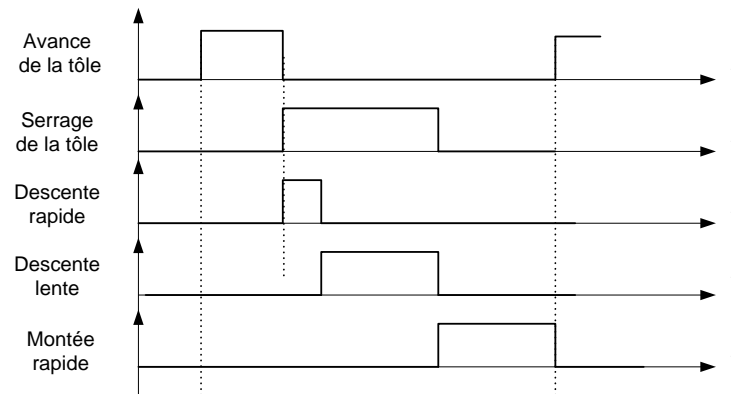 Avance
de la tôle
Serrage
de la tôle
Descente
rapide
Descente
lente
Montée
rapide